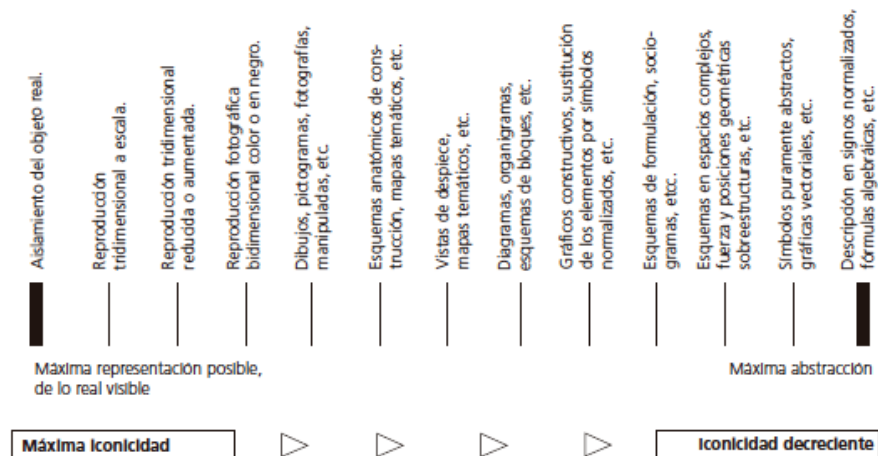 Aislamiento del objeto real.
Reproducción
tridimensional a escala.
Reproducción tridimensional
reducida o aumentada.
Reproducción fotográfica
bidimensional color o en negro.
Dibujos, pictogramas, fotografías,
manipuladas, etc.
Esquemas anatómicos de cons-
trucción, mapas temáticos, etc.
Vistas de despiece,
mapas temáticos, etc.
Diagramas, organigramas,
esquemas de bloques, etc.
Gráficos constructivos, sustitución
de los elementos por símbolos
normalizados, etc.
Esquemas de formulación, socio-
gramas, etcc.
Esquemas en espacios complejos,
fuerza y posiciones geométricas
sobreestructuras, etc.
Símbolos puramente abstractos,
gráficas vectoriales, etc.
Descripción en signos normalizados,
fórmulas algebráicas, etc.
Máxima representación posible,
de lo real visible
Máxima abstracción
Máxima iconicidad
Iconicidad decreciente